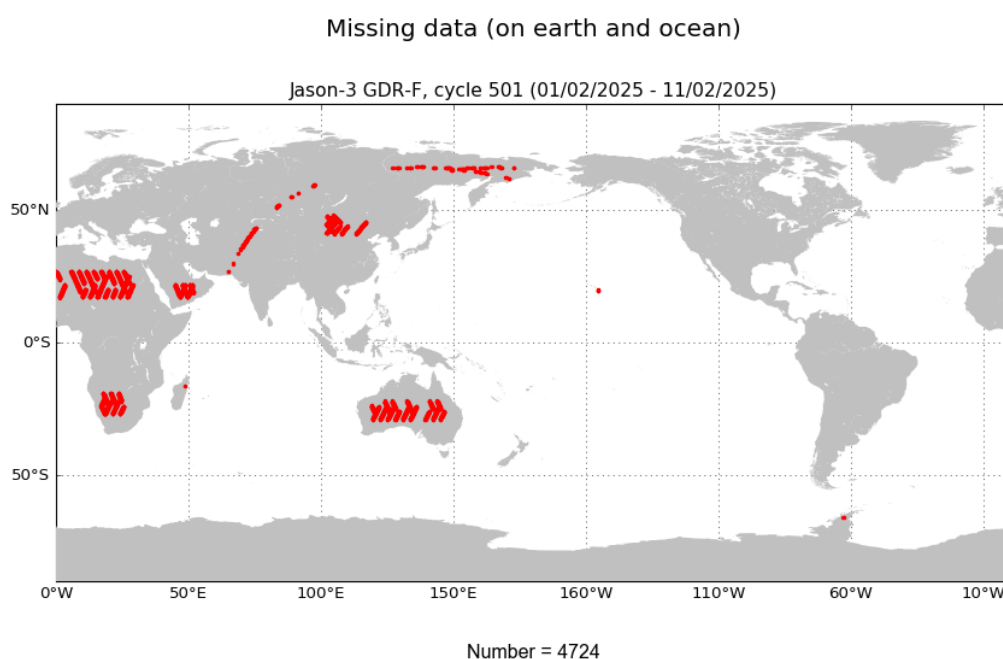 Missing data (on earth and ocean)
Jason-3 GDR-F, cycle 501 (01/02/2025 - 11/02/2025)
50°N
0°S
50°S
0°W 50°E 100°E 150°E 160°W 110°W 60°W 10°W
Number = 4724